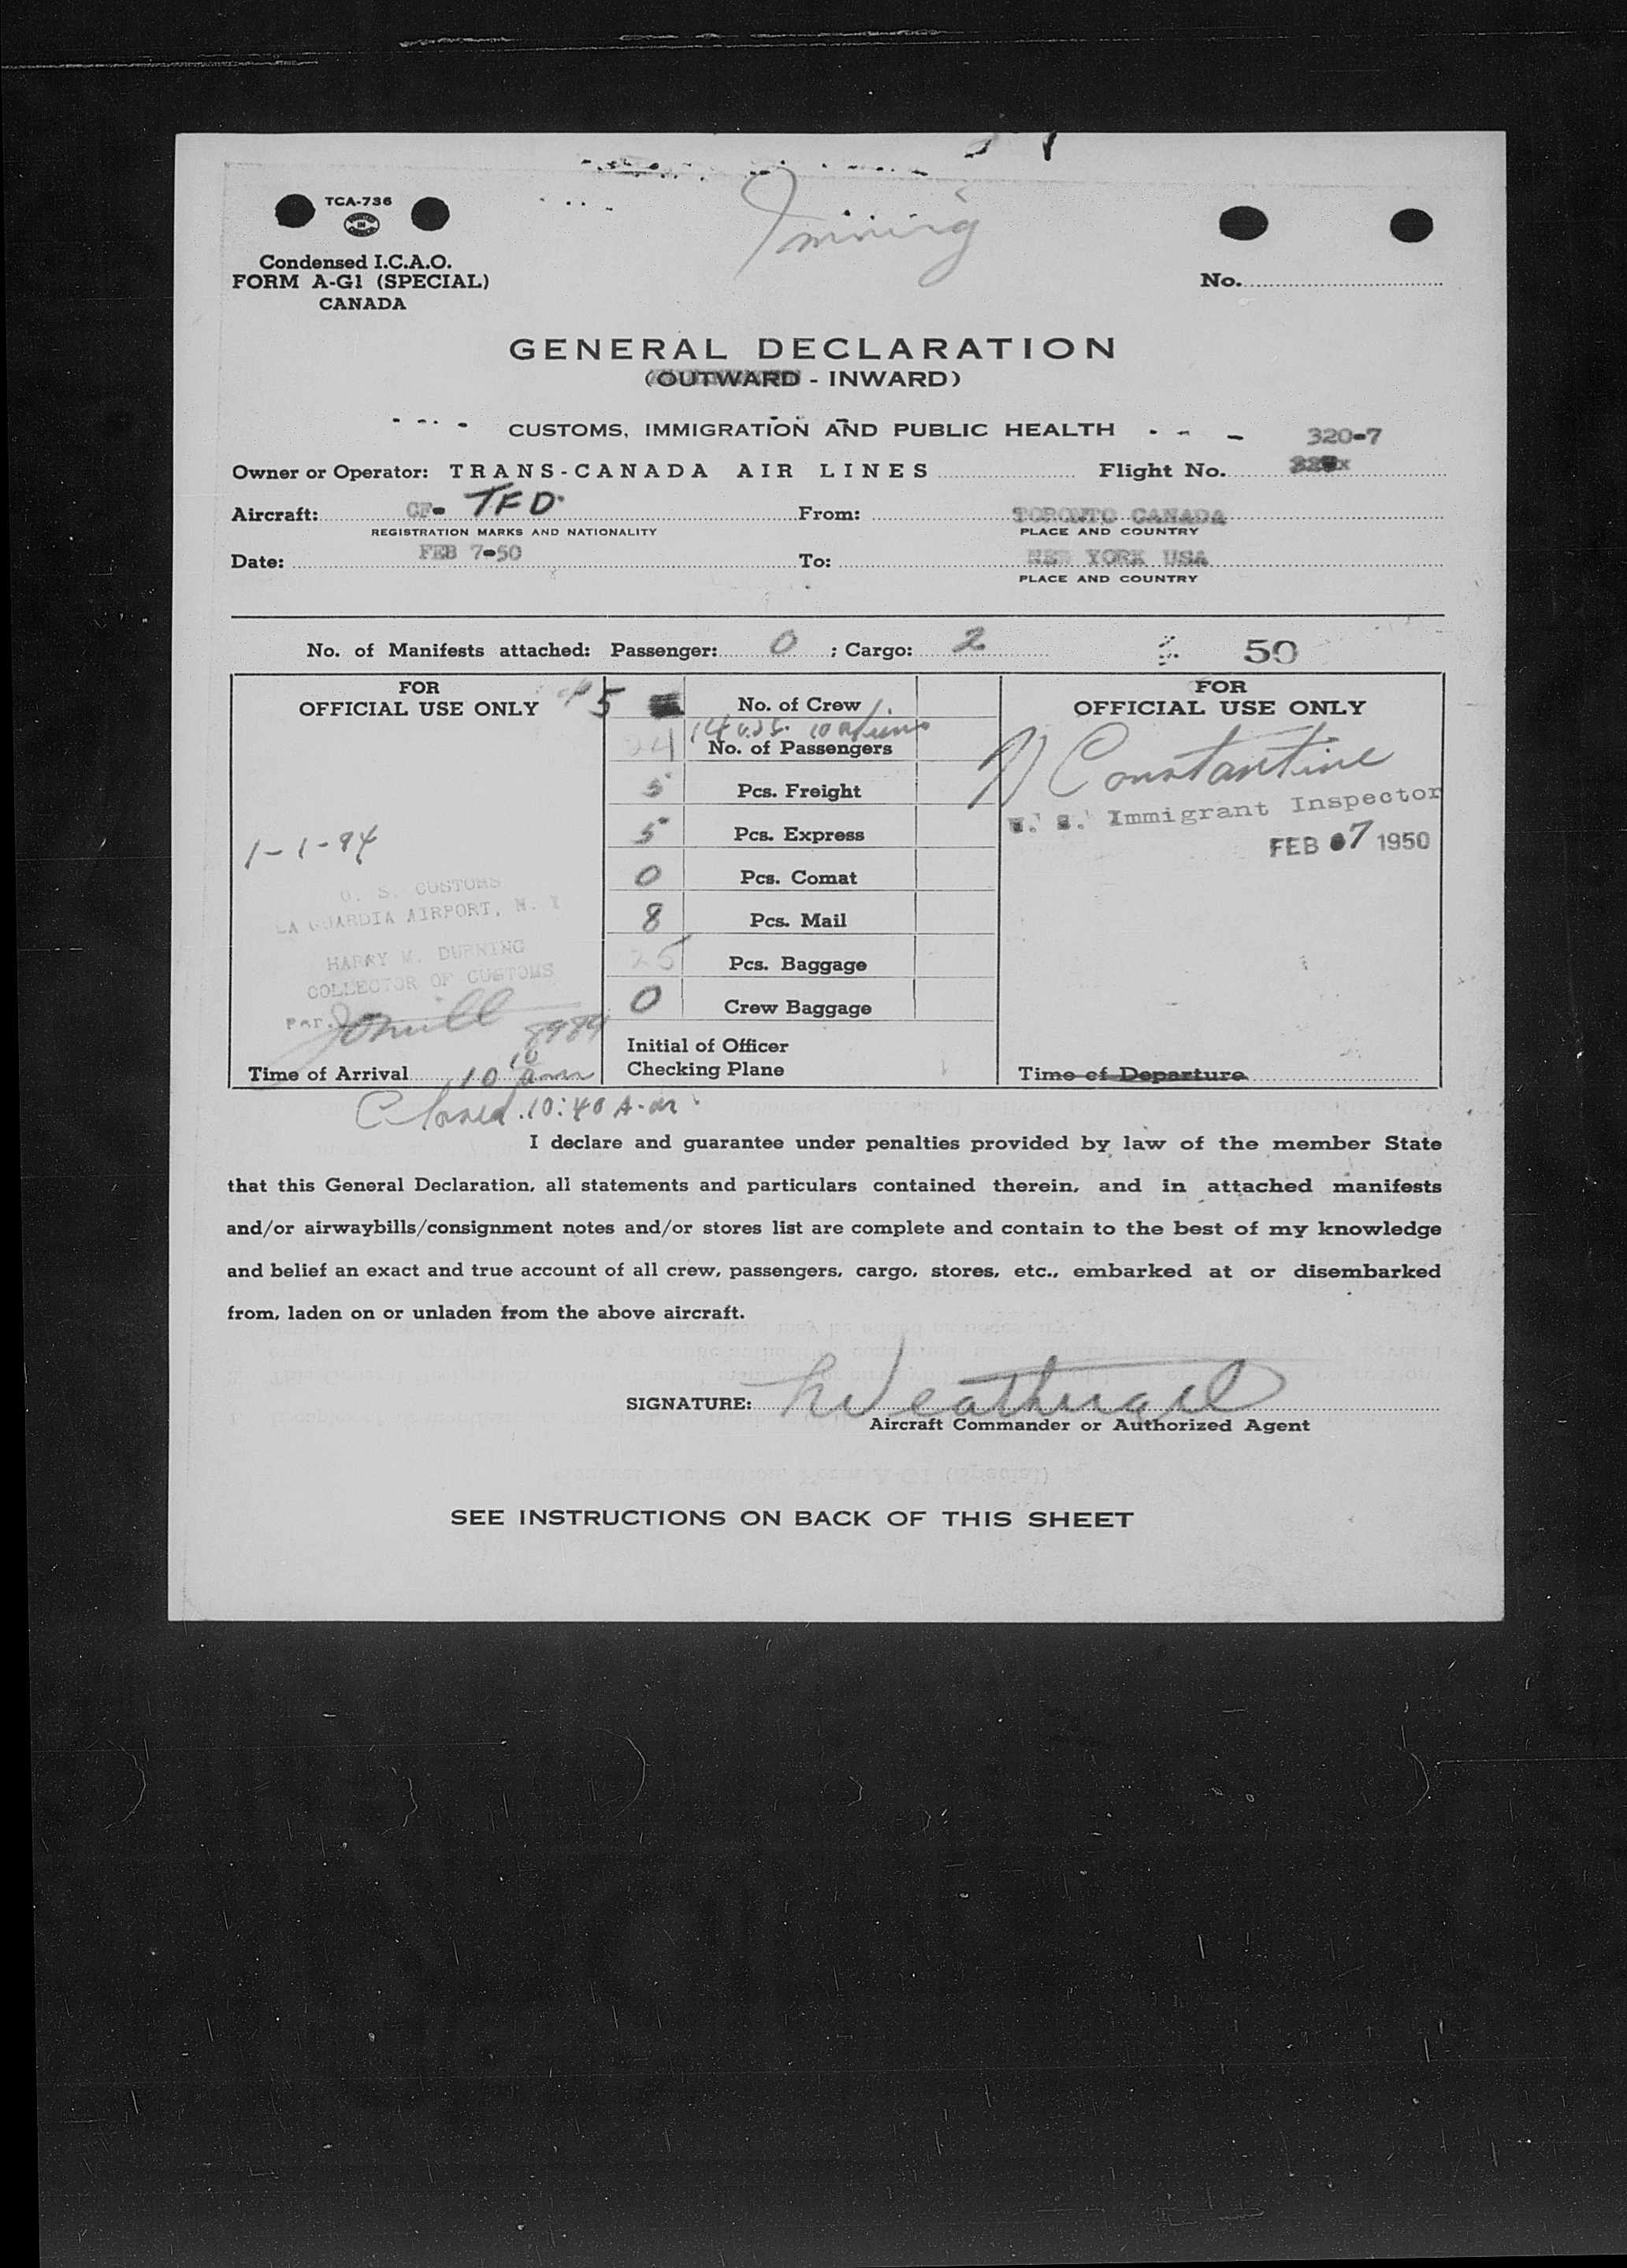 TCA-736
Immig
Condensed I.C.A.O.
FORM A-G1 (SPECIAL)
CANADA
No.
GENERAL DECLARATION
(OUTWARD - INWARD)
CUSTOMS, IMMIGRATION AND PUBLIC HEALTH
320-7
Owner or Operator: TRANS-CANADA AIR LINES Flight No.
Aircraft: CF- TFD From: TORONTO CANADA
REGISTRATION MARKS AND NATIONALITY PLACE AND COUNTRY
Date: FEB 7-50 To: NEW YORK USA
PLACE AND COUNTRY
No. of Manifests attached: Passenger: 0 ; Cargo: 2
50
FOR
OFFICIAL USE ONLY
1-1-94
U. S. CUSTOMS
LA GUARDIA AIRPORT, N. Y
HARRY M. DURNING
COLLECTOR OF CUSTOMS
Per.
8984
Time of Arrival 10 10 am
Closed 10:40 A.m.
5 No. of Crew
14 U.S. 10 aliens
24 No. of Passengers
5 Pcs. Freight
5 Pcs. Express
0 Pcs. Comat
8 Pcs. Mail
25 Pcs. Baggage
0 Crew Baggage
Initial of Officer
Checking Plane
FOR
OFFICIAL USE ONLY
N Constantine
U. S. Immigrant Inspector
FEB 07 1950
Time of Departure
I declare and guarantee under penalties provided by law of the member State
that this General Declaration, all statements and particulars contained therein, and in attached manifests
and/or airwaybills/consignment notes and/or stores list are complete and contain to the best of my knowledge
and belief an exact and true account of all crew, passengers, cargo, stores, etc., embarked at or disembarked
from, laden on or unladen from the above aircraft.
SIGNATURE:
Aircraft Commander or Authorized Agent
SEE INSTRUCTIONS ON BACK OF THIS SHEET